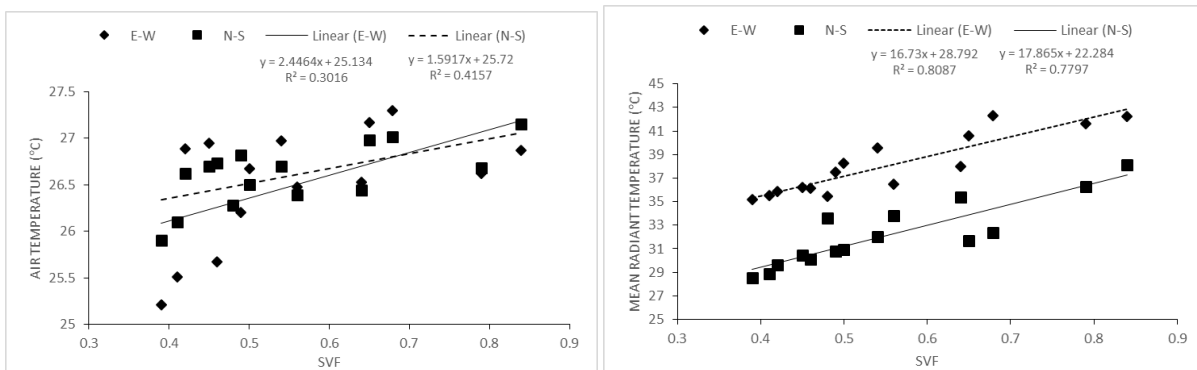 E-W N-S Linear (E-W) Linear (N-S)
y = 2.4464x + 25.134 y = 1.5917x + 25.72
R² = 0.3016 R² = 0.4157
AIR TEMPERATURE (°C)
27.5
27
26.5
26
25.5
25
0.3 0.4 0.5 0.6 0.7 0.8 0.9
SVF
E-W N-S Linear (E-W) Linear (N-S)
y = 16.73x + 28.792 y = 17.865x + 22.284
R² = 0.8087 R² = 0.7797
MEAN RADIANT TEMPERATURE (°C)
45
43
41
39
37
35
33
31
29
27
25
0.3 0.4 0.5 0.6 0.7 0.8 0.9
SVF